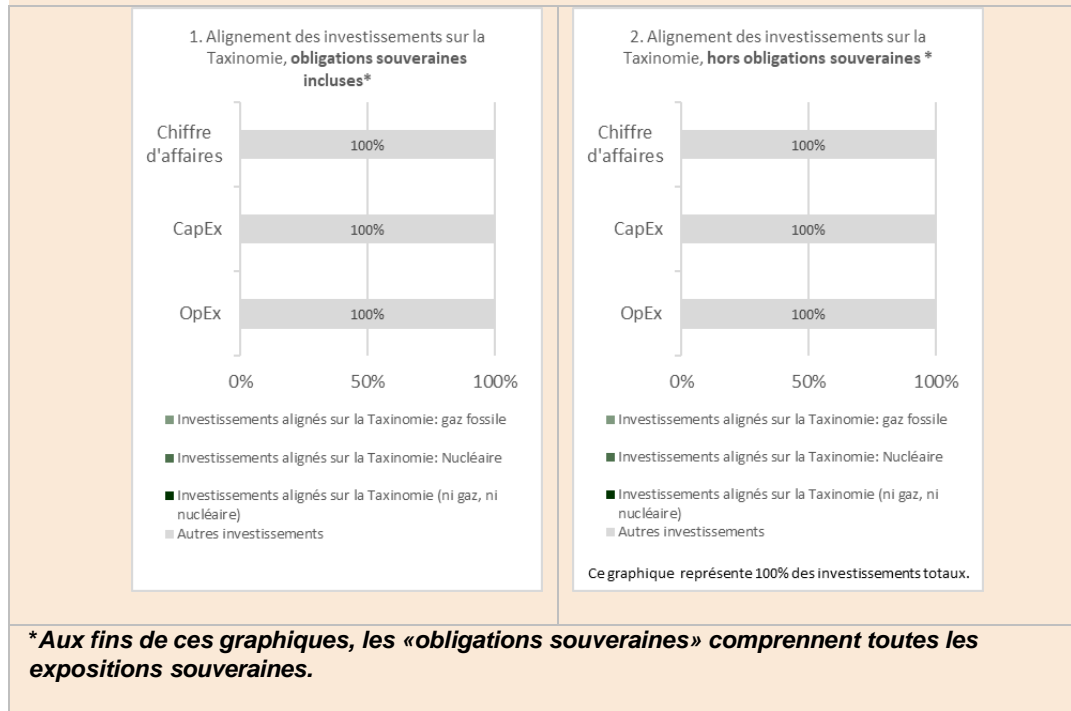 1. Alignement des investissements sur la
Taxinomie, obligations souveraines
incluses*
Chiffre
d'affaires
100%
CapEx
100%
OpEx
100%
0% 50% 100%
Investissements alignés sur la Taxinomie: gaz fossile
Investissements alignés sur la Taxinomie: Nucléaire
Investissements alignés sur la Taxinomie (ni gaz, ni
nucléaire)
Autres investissements
2. Alignement des investissements sur la
Taxinomie, hors obligations souveraines *
Chiffre
d'affaires
100%
CapEx
100%
OpEx
100%
0% 50% 100%
Investissements alignés sur la Taxinomie: gaz fossile
Investissements alignés sur la Taxinomie: Nucléaire
Investissements alignés sur la Taxinomie (ni gaz, ni
nucléaire)
Autres investissements
Ce graphique représente 100% des investissements totaux.
*Aux fins de ces graphiques, les «obligations souveraines» comprennent toutes les
expositions souveraines.